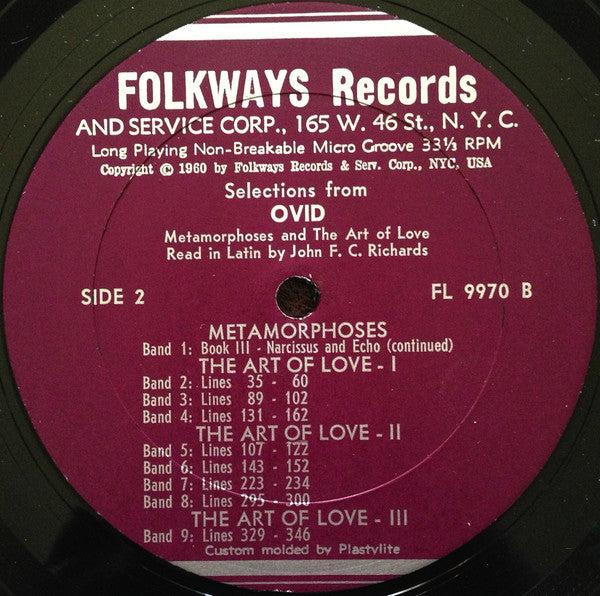 FOLKWAYS Records
AND SERVICE CORP., 165 W. 46 St., N. Y. C.
Long Playing Non-Breakable Micro Groove 33⅓ RPM
Copyright © 1960 by Folkways Records & Serv. Corp., NYC, USA
Selections from
OVID
Metamorphoses and The Art of Love
Read in Latin by John F. C. Richards
SIDE 2 FL 9970 B
METAMORPHOSES
Band 1: Book III - Narcissus and Echo (continued)
THE ART OF LOVE - I
Band 2: Lines 35 - 60
Band 3: Lines 89 - 102
Band 4: Lines 131 - 162
THE ART OF LOVE - II
Band 5: Lines 107 - 122
Band 6: Lines 143 - 152
Band 7: Lines 223 - 234
Band 8: Lines 295 - 300
THE ART OF LOVE - III
Band 9: Lines 329 - 346
Custom molded by Plastylite